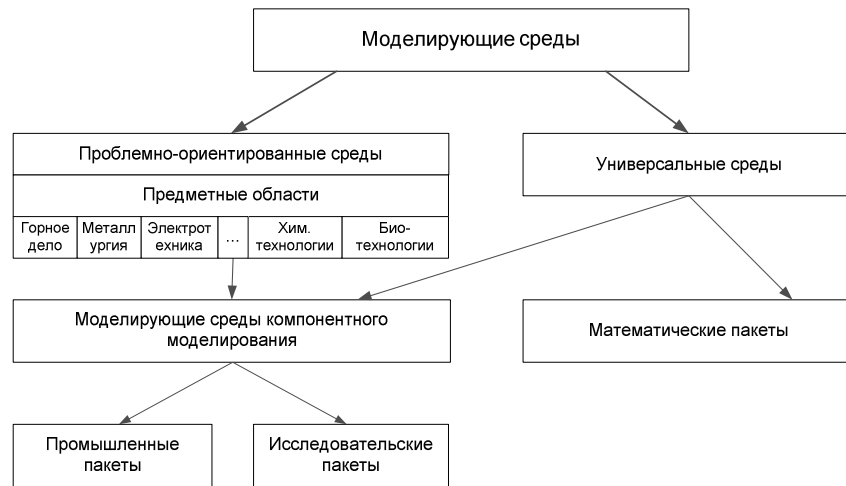 Моделирующие среды
Проблемно-ориентированные среды
Универсальные среды
Предметные области
Горное
дело
Металл
ургия
Электрот
ехника
...
Хим.
технологии
Био-
технологии
Моделирующие среды компонентного
моделирования
Математические пакеты
Промышленные
пакеты
Исследовательские
пакеты